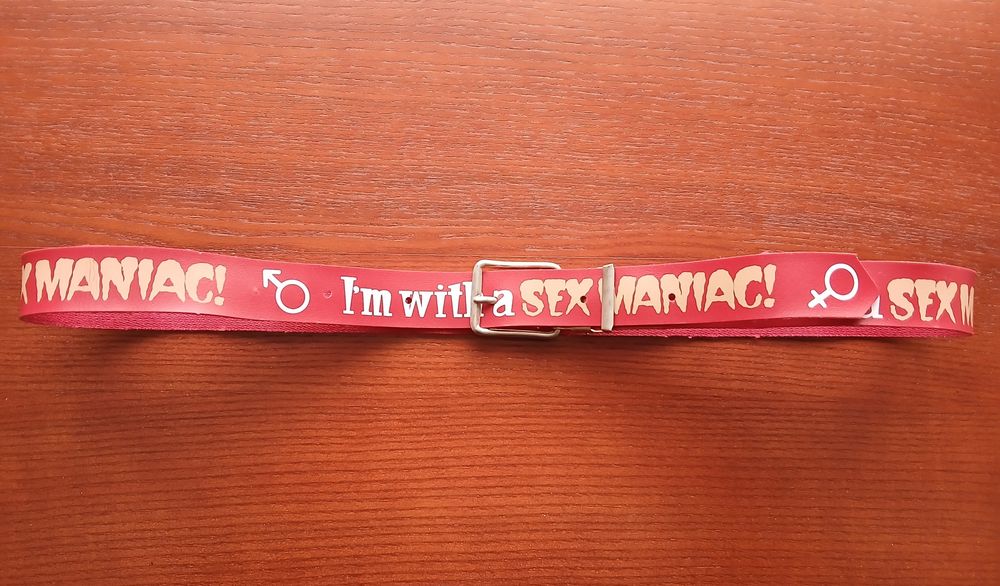 X MANIAC! ♂ I'm with a SEX MANIAC! ♀ a SEX M